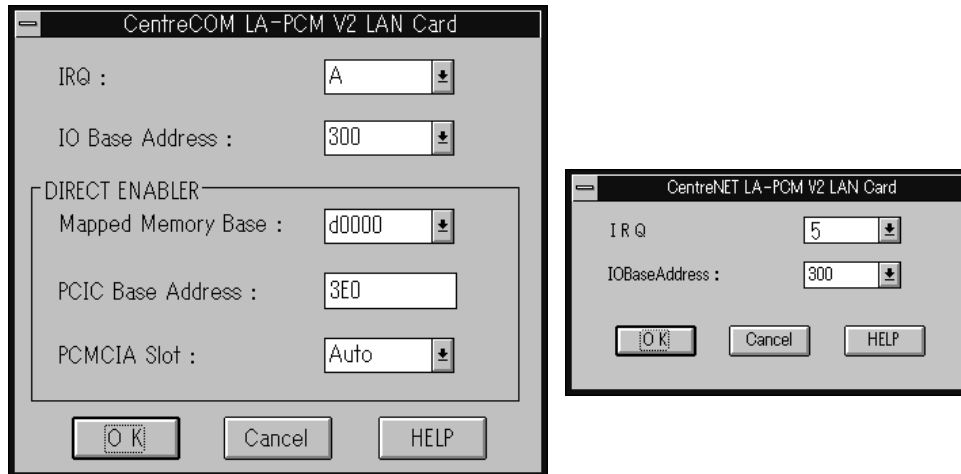 CentreCOM LA-PCM V2 LAN Card
IRQ : A
IO Base Address : 300
DIRECT ENABLER
Mapped Memory Base : d0000
PCIC Base Address : 3E0
PCMCIA Slot : Auto
O K Cancel HELP
CentreNET LA-PCM V2 LAN Card
I R Q 5
IOBaseAddress : 300
O K Cancel HELP